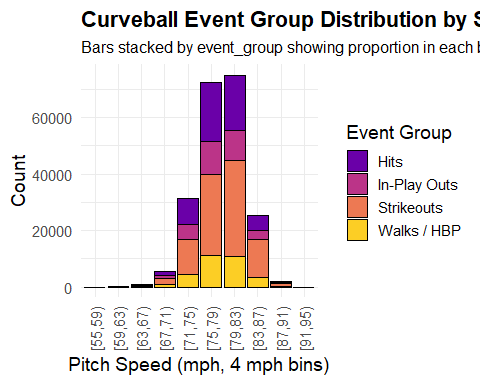 Curveball Event Group Distribution by S
Bars stacked by event_group showing proportion in each b
Count
60000
40000
20000
0
[55,59)
[59,63)
[63,67)
[67,71)
[71,75)
[75,79)
[79,83)
[83,87)
[87,91)
[91,95)
Pitch Speed (mph, 4 mph bins)
Event Group
Hits
In-Play Outs
Strikeouts
Walks / HBP